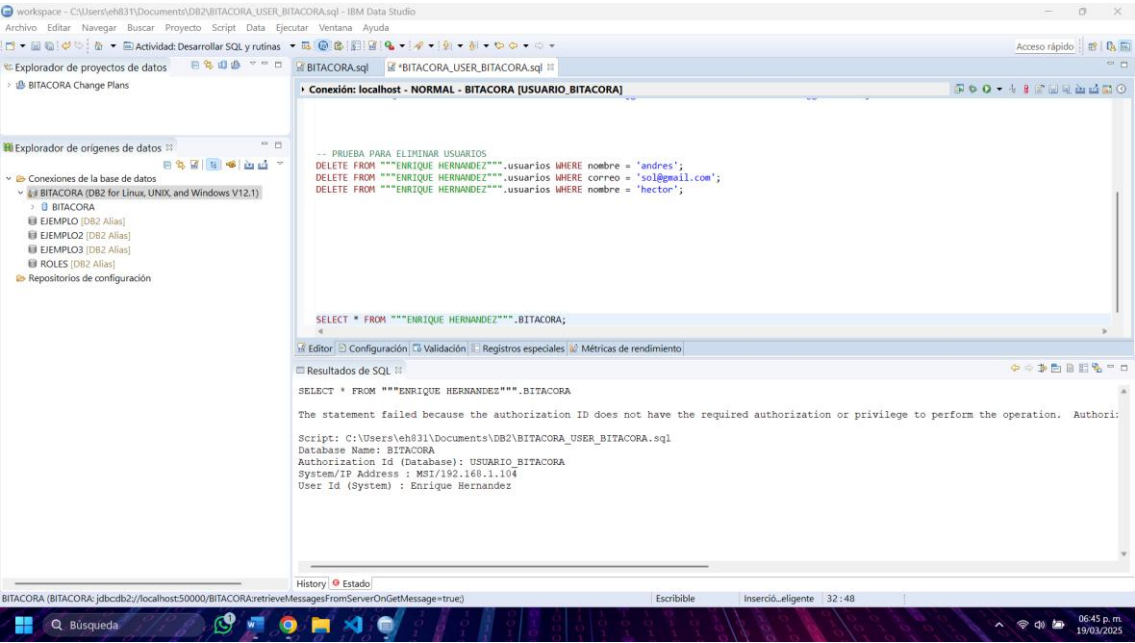 workspace - C:\Users\eh831\Documents\DB2\BITACORA_USER_BITACORA.sql - IBM Data Studio
Archivo Editar Navegar Buscar Proyecto Script Data Ejecutar Ventana Ayuda
Actividad: Desarrollar SQL y rutinas
Acceso rápido
Explorador de proyectos de datos
BITACORA Change Plans
BITACORA.sql
*BITACORA_USER_BITACORA.sql
Conexión: localhost - NORMAL - BITACORA [USUARIO_BITACORA]
-- PRUEBA PARA ELIMINAR USUARIOS
DELETE FROM """ENRIQUE HERNANDEZ""".usuarios WHERE nombre = 'andres';
DELETE FROM """ENRIQUE HERNANDEZ""".usuarios WHERE correo = 'sol@gmail.com';
DELETE FROM """ENRIQUE HERNANDEZ""".usuarios WHERE nombre = 'hector';
SELECT * FROM """ENRIQUE HERNANDEZ""".BITACORA;
Explorador de orígenes de datos
Conexiones de la base de datos
BITACORA (DB2 for Linux, UNIX, and Windows V12.1)
BITACORA
EJEMPLO [DB2 Alias]
EJEMPLO2 [DB2 Alias]
EJEMPLO3 [DB2 Alias]
ROLES [DB2 Alias]
Repositorios de configuración
Editor Configuración Validación Registros especiales Métricas de rendimiento
Resultados de SQL
SELECT * FROM """ENRIQUE HERNANDEZ""".BITACORA
The statement failed because the authorization ID does not have the required authorization or privilege to perform the operation. Authori
Script: C:\Users\eh831\Documents\DB2\BITACORA_USER_BITACORA.sql
Database Name: BITACORA
Authorization Id (Database): USUARIO_BITACORA
System/IP Address : MSI/192.168.1.104
User Id (System) : Enrique Hernandez
History Estado
BITACORA (BITACORA: jdbc:db2://localhost:50000/BITACORA:retrieveMessagesFromServerOnGetMessage=true;)
Escribible
Inserció...eligente
32 : 48
Búsqueda
06:45 p. m.
19/03/2025